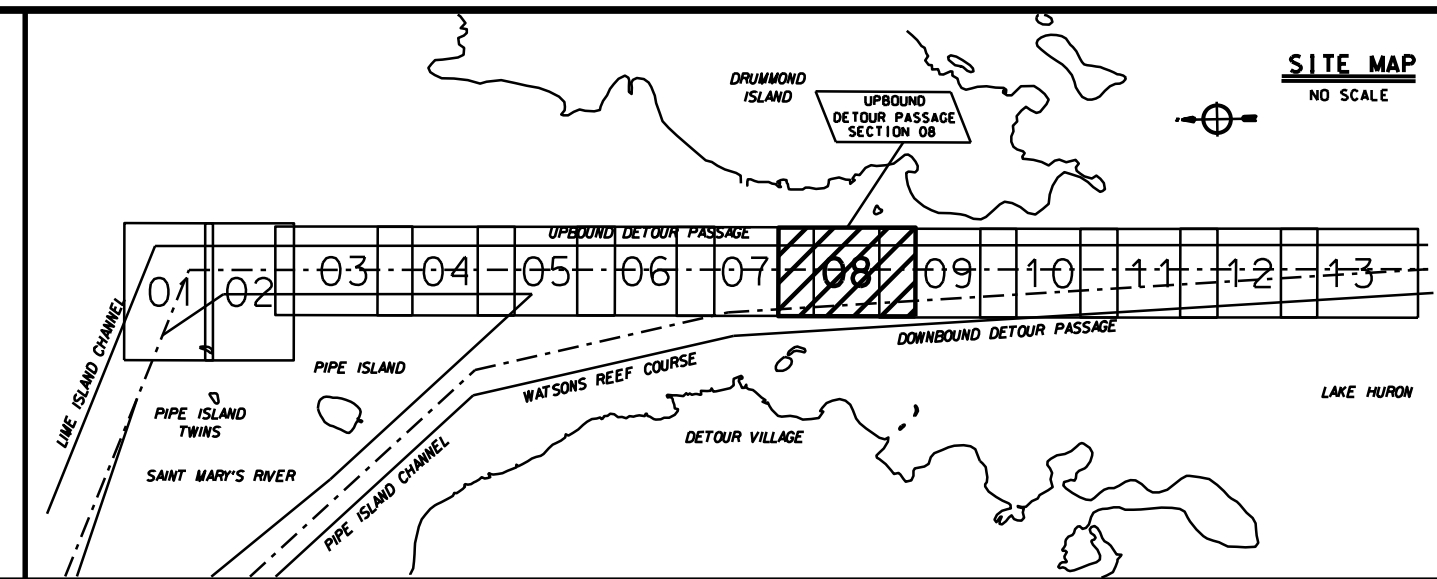 SITE MAP
NO SCALE
DRUMMOND
ISLAND
UPBOUND
DETOUR PASSAGE
SECTION 08
UPBOUND DETOUR PASSAGE
01
02
03
04
05
06
07
08
09
10
11
12
13
LIME ISLAND CHANNEL
PIPE ISLAND
PIPE ISLAND
TWINS
SAINT MARY'S RIVER
PIPE ISLAND CHANNEL
WATSONS REEF COURSE
DOWNBOUND DETOUR PASSAGE
DETOUR VILLAGE
LAKE HURON